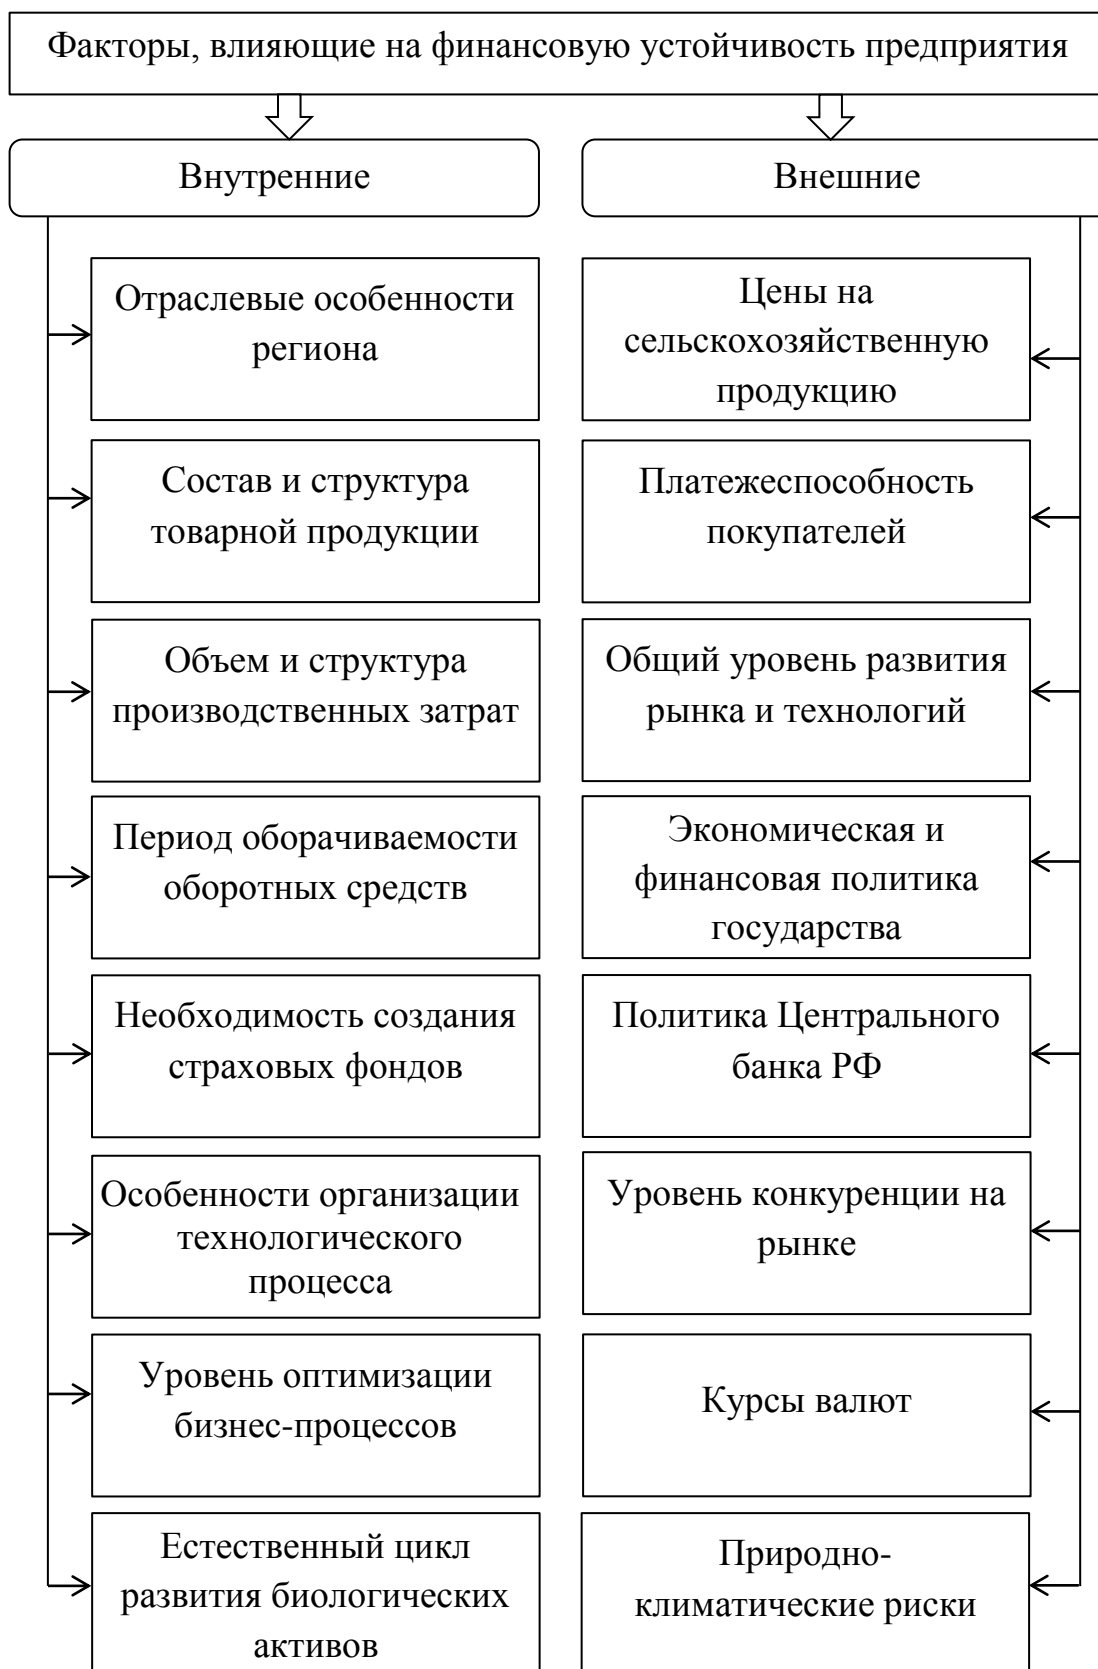 Факторы, влияющие на финансовую устойчивость предприятия
Внутренние
Отраслевые особенности
региона
Состав и структура
товарной продукции
Объем и структура
производственных затрат
Период оборачиваемости
оборотных средств
Необходимость создания
страховых фондов
Особенности организации
технологического
процесса
Уровень оптимизации
бизнес-процессов
Естественный цикл
развития биологических
активов
Внешние
Цены на
сельскохозяйственную
продукцию
Платежеспособность
покупателей
Общий уровень развития
рынка и технологий
Экономическая и
финансовая политика
государства
Политика Центрального
банка РФ
Уровень конкуренции на
рынке
Курсы валют
Природно-
климатические риски